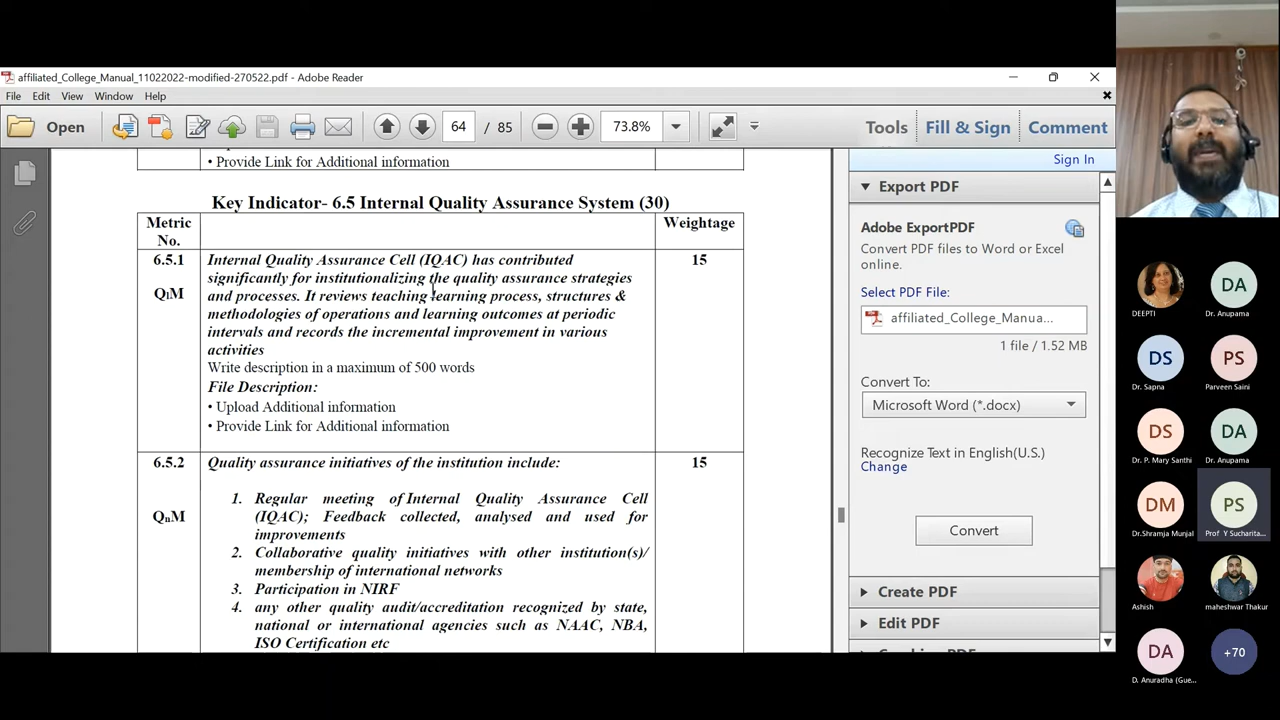 affiliated_College_Manual_11022022-modified-270522.pdf - Adobe Reader
File Edit View Window Help
Open
64 / 85
73.8%
Tools
Fill & Sign
Comment
Sign In
• Provide Link for Additional information
Key Indicator- 6.5 Internal Quality Assurance System (30)
Metric No.
Weightage
6.5.1
QlM
Internal Quality Assurance Cell (IQAC) has contributed
significantly for institutionalizing the quality assurance strategies
and processes. It reviews teaching learning process, structures &
methodologies of operations and learning outcomes at periodic
intervals and records the incremental improvement in various
activities
Write description in a maximum of 500 words
File Description:
• Upload Additional information
• Provide Link for Additional information
15
6.5.2
QnM
Quality assurance initiatives of the institution include:
1. Regular meeting of Internal Quality Assurance Cell
(IQAC); Feedback collected, analysed and used for
improvements
2. Collaborative quality initiatives with other institution(s)/
membership of international networks
3. Participation in NIRF
4. any other quality audit/accreditation recognized by state,
national or international agencies such as NAAC, NBA,
ISO Certification etc
15
Export PDF
Adobe ExportPDF
Convert PDF files to Word or Excel
online.
Select PDF File:
affiliated_College_Manua...
1 file / 1.52 MB
Convert To:
Microsoft Word (*.docx)
Recognize Text in English(U.S.)
Change
Convert
Create PDF
Edit PDF
DEEPTI
DA
Dr. Anupama
DS
Dr. Sapna
PS
Parveen Saini
DS
Dr. P. Mary Santhi
DA
Dr. Anupama
DM
Dr.Shramja Munjal
PS
Prof Y Sucharita...
Ashish
maheshwar Thakur
DA
D. Anuradha (Gue...
+70